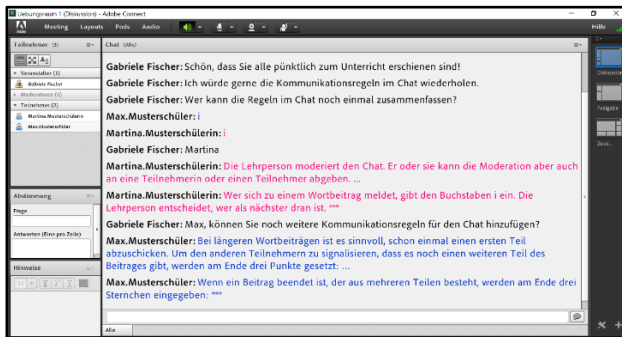 Uebungsraum 1 (Diskussion) - Adobe Connect
Meeting Layouts Pods Audio
Hilfe
Teilnehmer (3)
Veranstalter (1)
Gabriele Fischer
Moderatoren (0)
Teilnehmer (2)
Martina.Musterschülerin
Max.Musterschüler
Abstimmung
Frage
Antworten (Eine pro Zeile)
Hinweise
Chat (Alle)
Gabriele Fischer: Schön, dass Sie alle pünktlich zum Unterricht erschienen sind!
Gabriele Fischer: Ich würde gerne die Kommunikationsregeln im Chat wiederholen.
Gabriele Fischer: Wer kann die Regeln im Chat noch einmal zusammenfassen?
Max.Musterschüler: i
Martina.Musterschülerin: i
Gabriele Fischer: Martina
Martina.Musterschülerin: Die Lehrperson moderiert den Chat. Er oder sie kann die Moderation aber auch
an eine Teilnehmerin oder einen Teilnehmer abgeben. ...
Martina.Musterschülerin: Wer sich zu einem Wortbeitrag meldet, gibt den Buchstaben i ein. Die
Lehrperson entscheidet, wer als nächster dran ist. ***
Gabriele Fischer: Max, können Sie noch weitere Kommunikationsregeln für den Chat hinzufügen?
Max.Musterschüler: Bei längeren Wortbeiträgen ist es sinnvoll, schon einmal einen ersten Teil
abzuschicken. Um den anderen Teilnehmern zu signalisieren, dass es noch einen weiteren Teil des
Beitrages gibt, werden am Ende drei Punkte gesetzt: ...
Max.Musterschüler: Wenn ein Beitrag beendet ist, der aus mehreren Teilen besteht, werden am Ende drei
Sternchen eingegeben: ***
Alle
Diskussion
Freigabe